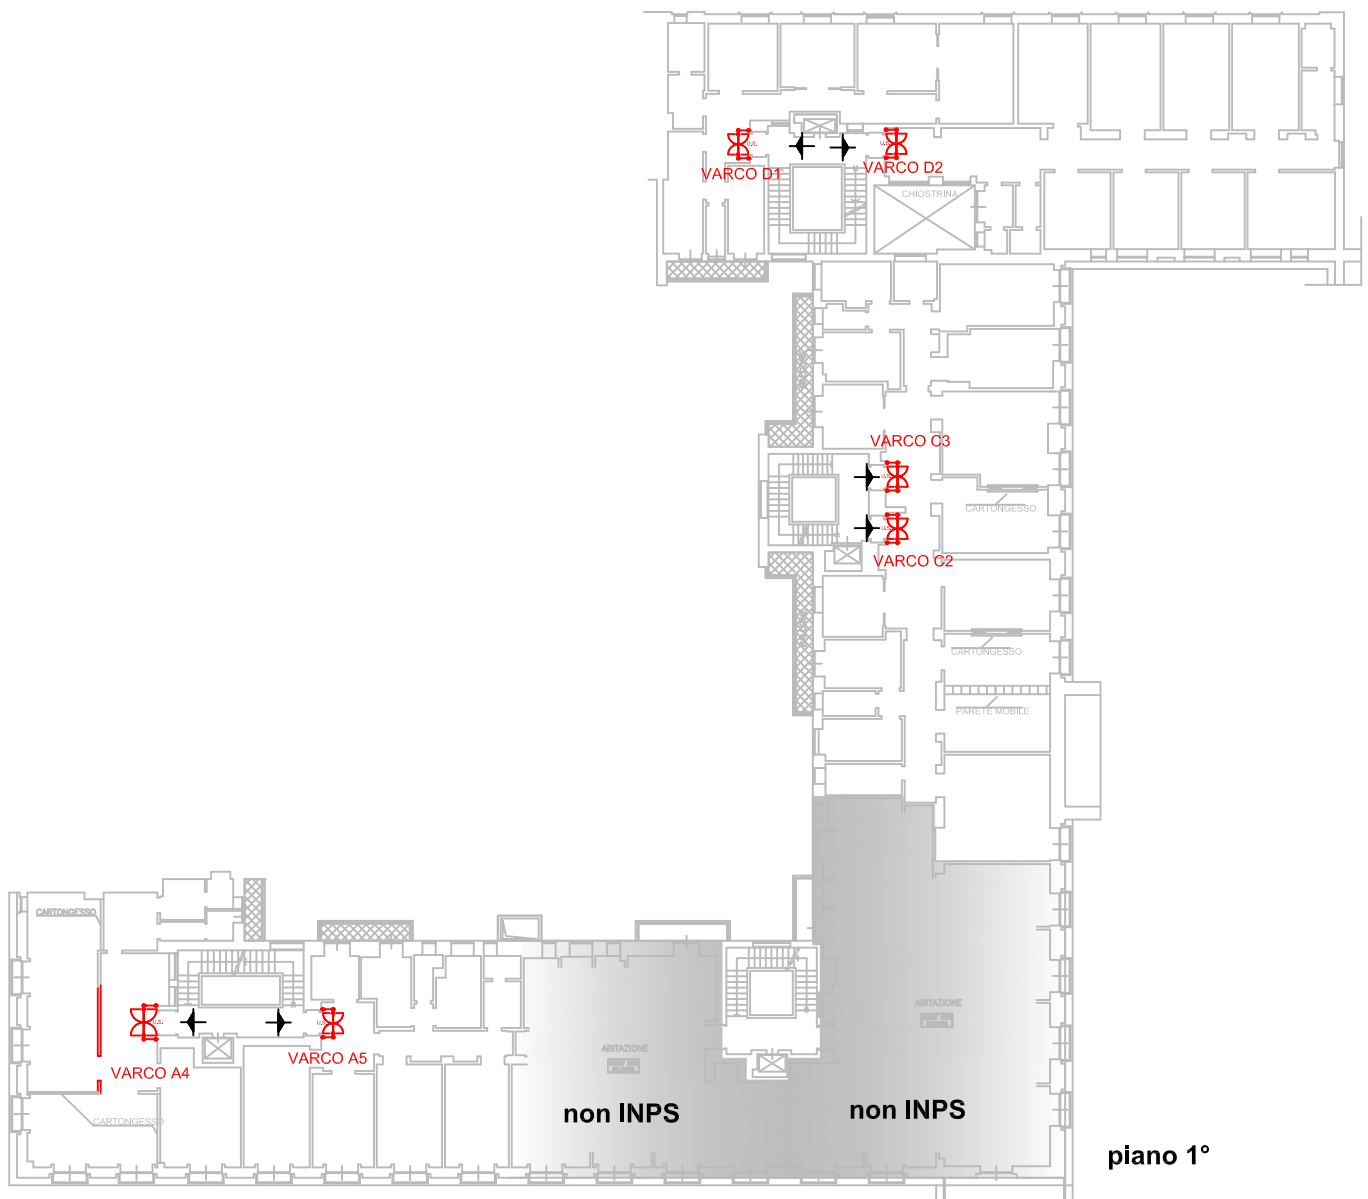 U.S.
U.S.
VARCO D1
VARCO D2
CHIOSTRINA
VARCO C3
U.S.
CARTONGESSO
U.S.
VARCO C2
CARTONGESSO
PARETE MOBILE
CARTONGESSO
ABITAZIONE
U.S.
U.S.
ABITAZIONE
VARCO A5
VARCO A4
CARTONGESSO
non INPS
non INPS
piano 1°